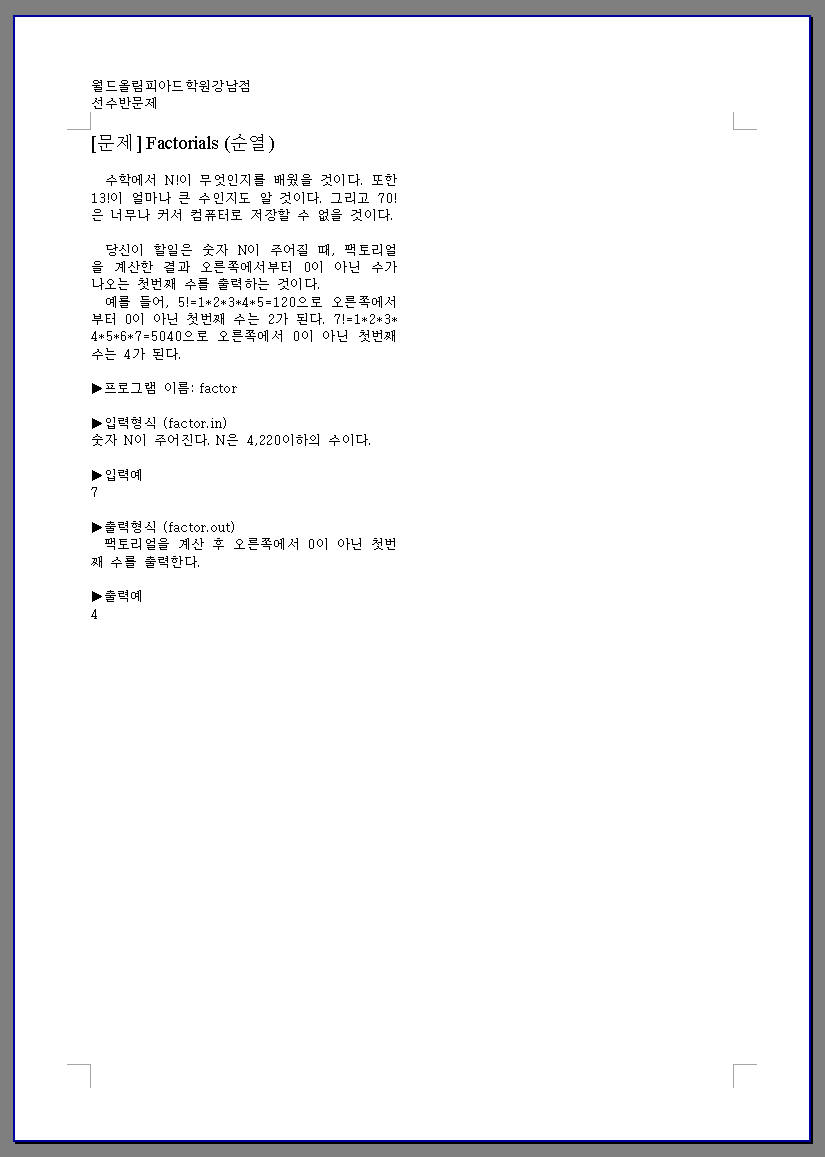 월드올림피아드학원강남점
선수반문제
[문제] Factorials (순열)
수학에서 N!이 무엇인지를 배웠을 것이다. 또한
13!이 얼마나 큰 수인지도 알 것이다. 그리고 70!
은 너무나 커서 컴퓨터로 저장할 수 없을 것이다.
당신이 할일은 숫자 N이 주어질 때, 팩토리얼
을 계산한 결과 오른쪽에서부터 0이 아닌 수가
나오는 첫번째 수를 출력하는 것이다.
예를 들어, 5!=1*2*3*4*5=120으로 오른쪽에서
부터 0이 아닌 첫번째 수는 2가 된다. 7!=1*2*3*
4*5*6*7=5040으로 오른쪽에서 0이 아닌 첫번째
수는 4가 된다.
▶프로그램 이름: factor
▶입력형식 (factor.in)
숫자 N이 주어진다. N은 4,220이하의 수이다.
▶입력예
7
▶출력형식 (factor.out)
팩토리얼을 계산 후 오른쪽에서 0이 아닌 첫번
째 수를 출력한다.
▶출력예
4